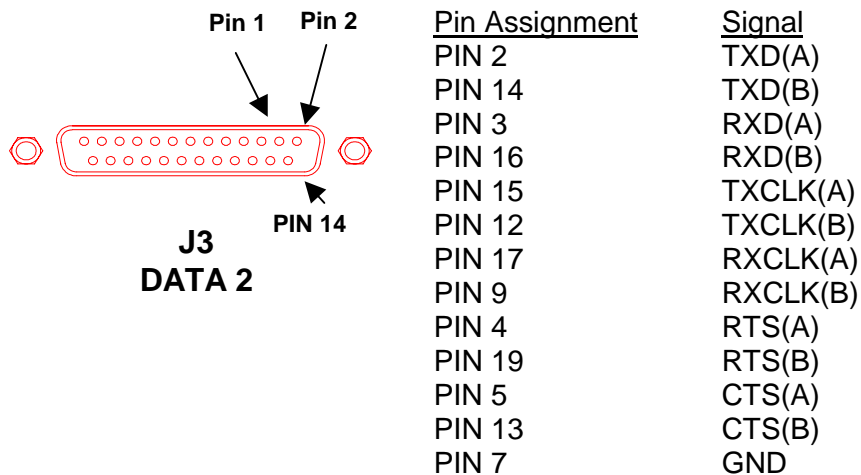 Pin 1 Pin 2
PIN 14
J3
DATA 2
Pin Assignment Signal
PIN 2 TXD(A)
PIN 14 TXD(B)
PIN 3 RXD(A)
PIN 16 RXD(B)
PIN 15 TXCLK(A)
PIN 12 TXCLK(B)
PIN 17 RXCLK(A)
PIN 9 RXCLK(B)
PIN 4 RTS(A)
PIN 19 RTS(B)
PIN 5 CTS(A)
PIN 13 CTS(B)
PIN 7 GND